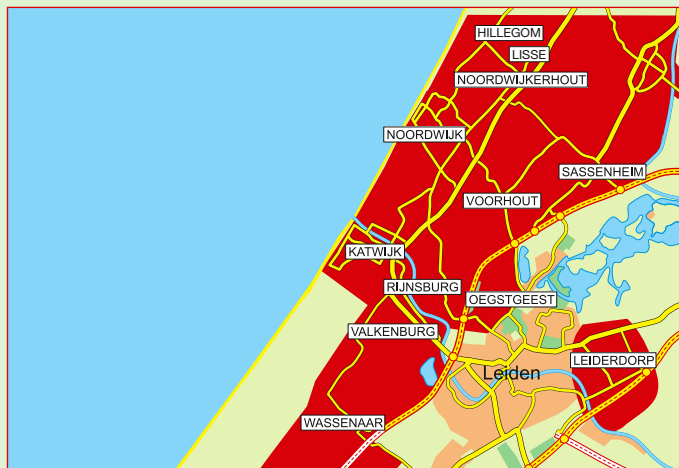 HILLEGOM
LISSE
NOORDWIJKERHOUT
NOORDWIJK
SASSENHEIM
VOORHOUT
KATWIJK
RIJNSBURG
OEGSTGEEST
VALKENBURG
LEIDERDORP
Leiden
WASSENAAR